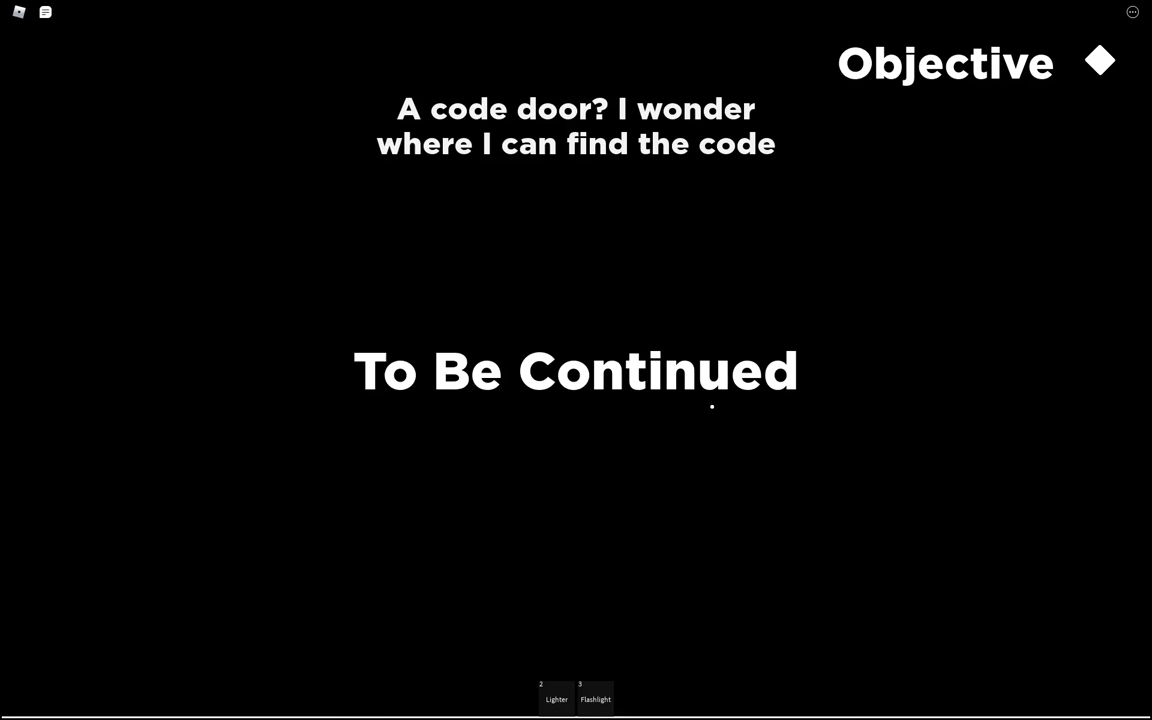 Objective
A code door? I wonder
where I can find the code
To Be Continued
2
3
Lighter
Flashlight